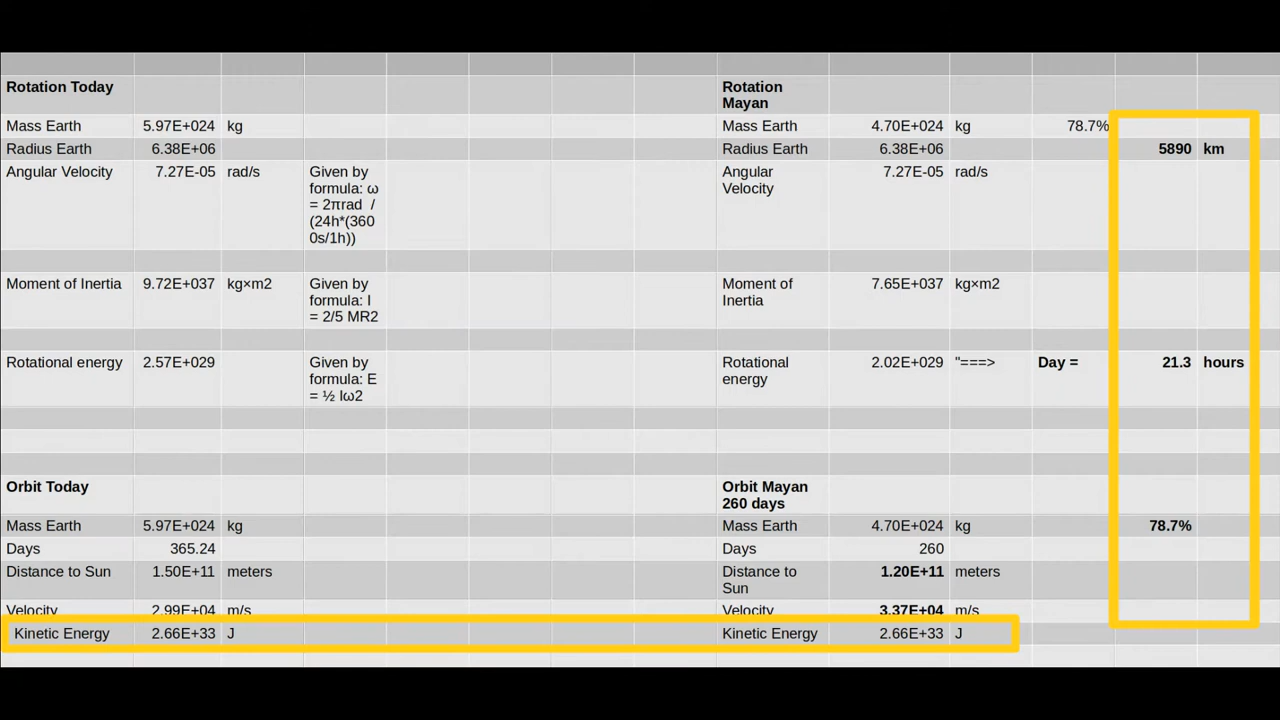 Rotation Today
Rotation
Mayan
Mass Earth 5.97E+024 kg
Mass Earth 4.70E+024 kg 78.7%
Radius Earth 6.38E+06
Radius Earth 6.38E+06 5890 km
Angular Velocity 7.27E-05 rad/s
Given by
formula: ω
= 2πrad /
(24h*(360
0s/1h))
Angular
Velocity
7.27E-05 rad/s
Moment of Inertia 9.72E+037 kg×m2
Given by
formula: I
= 2/5 MR2
Moment of
Inertia
7.65E+037 kg×m2
Rotational energy 2.57E+029
Given by
formula: E
= ½ Iω2
Rotational
energy
2.02E+029 "===> Day = 21.3 hours
Orbit Today
Orbit Mayan
260 days
Mass Earth 5.97E+024 kg
Mass Earth 4.70E+024 kg 78.7%
Days 365.24
Days 260
Distance to Sun 1.50E+11 meters
Distance to
Sun
1.20E+11 meters
Velocity 2.99E+04 m/s
Velocity 3.37E+04 m/s
Kinetic Energy 2.66E+33 J
Kinetic Energy 2.66E+33 J